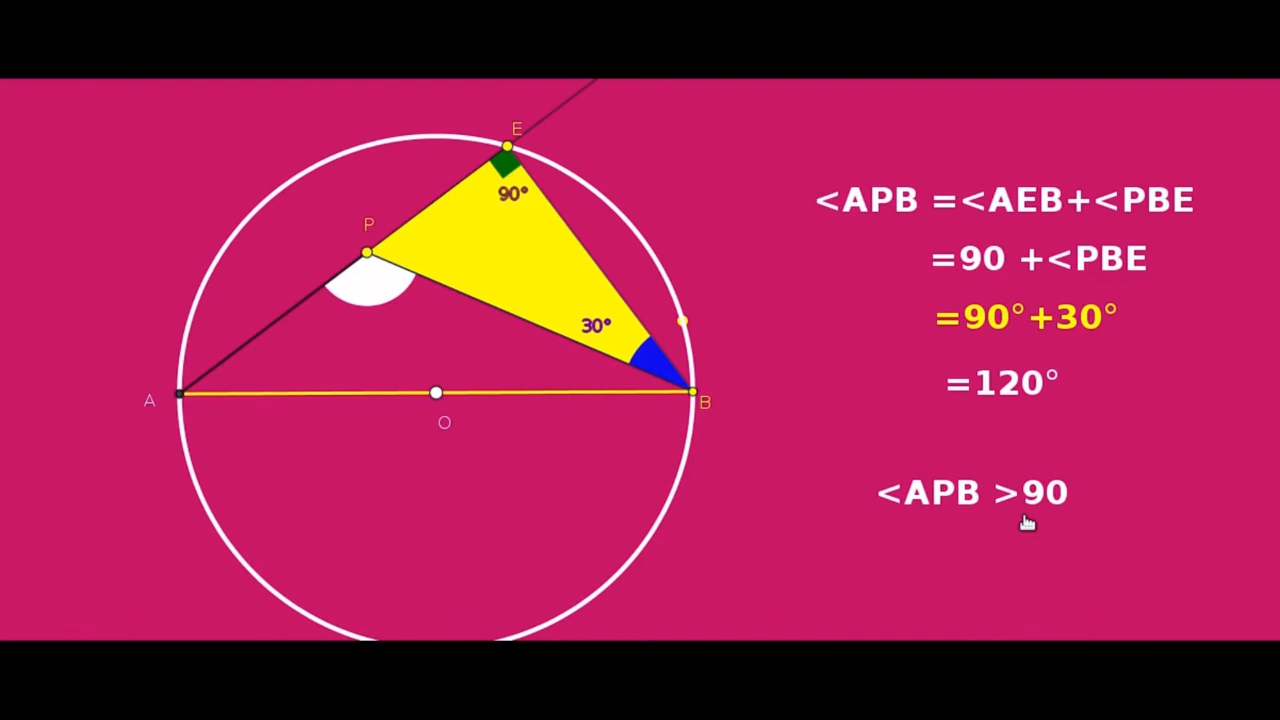 E
90°
P
30°
A
O
B
<APB =<AEB+<PBE
=90 +<PBE
=90°+30°
=120°
<APB >90